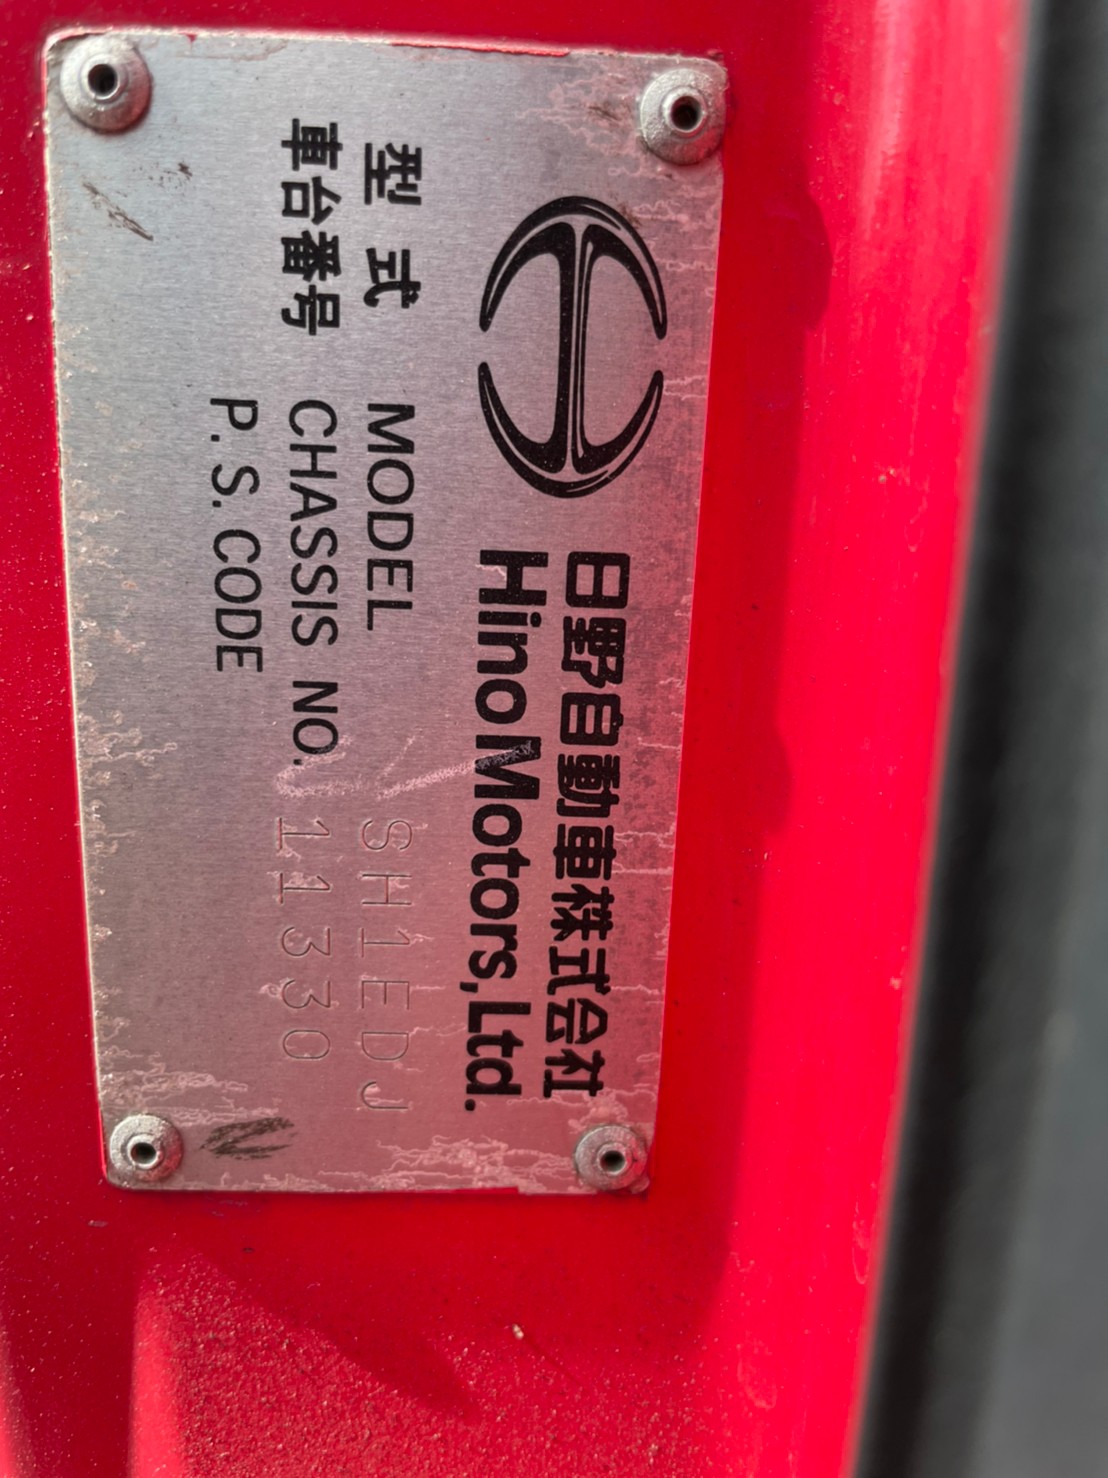 日野自動車株式会社
Hino Motors,Ltd.
型 式 MODEL SH1EDJ
車台番号 CHASSIS NO. 11330
P. S. CODE